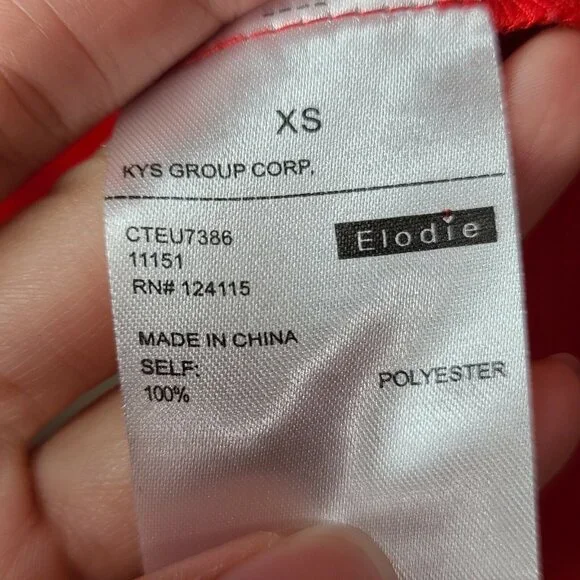 XS
KYS GROUP CORP.
CTEU7386
Elodie
11151
RN# 124115
MADE IN CHINA
SELF:
100% POLYESTER